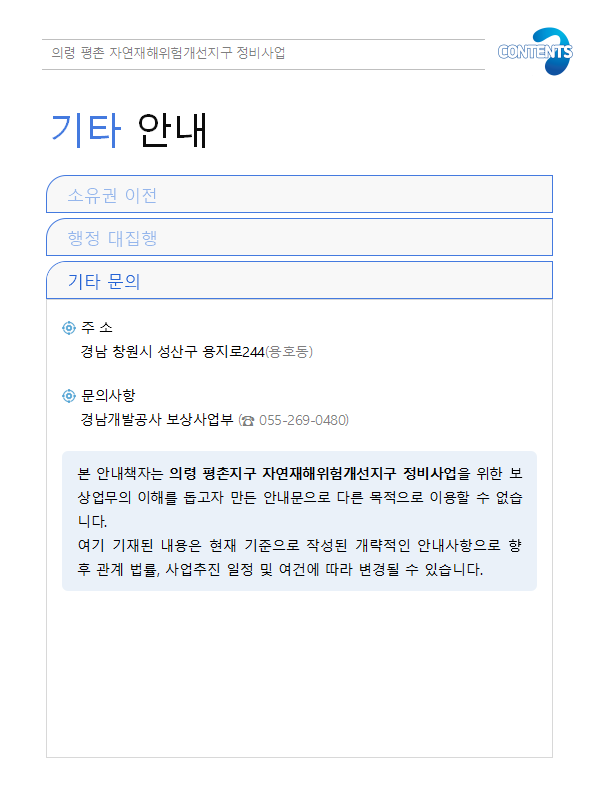 의령 평촌 자연재해위험개선지구 정비사업
CONTENTS
기타 안내
소유권 이전
행정 대집행
기타 문의
주 소
경남 창원시 성산구 용지로244(용호동)
문의사항
경남개발공사 보상사업부 (☎ 055-269-0480)
본 안내책자는 의령 평촌지구 자연재해위험개선지구 정비사업을 위한 보
상업무의 이해를 돕고자 만든 안내문으로 다른 목적으로 이용할 수 없습
니다.
여기 기재된 내용은 현재 기준으로 작성된 개략적인 안내사항으로 향
후 관계 법률, 사업추진 일정 및 여건에 따라 변경될 수 있습니다.